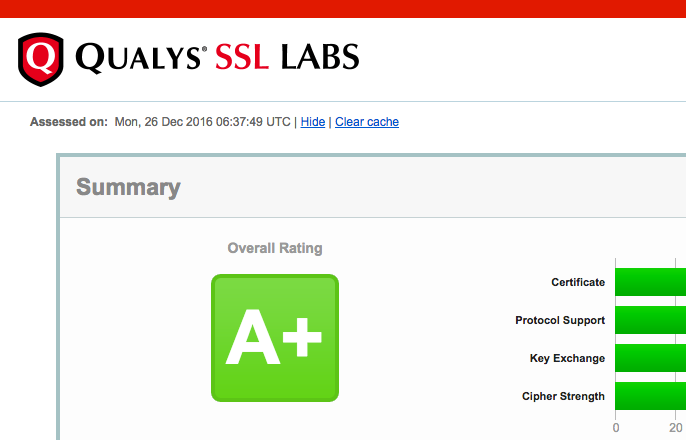 Q QUALYS® SSL LABS
Assessed on: Mon, 26 Dec 2016 06:37:49 UTC | Hide | Clear cache
Summary
Overall Rating
A+
Certificate
Protocol Support
Key Exchange
Cipher Strength
0 20